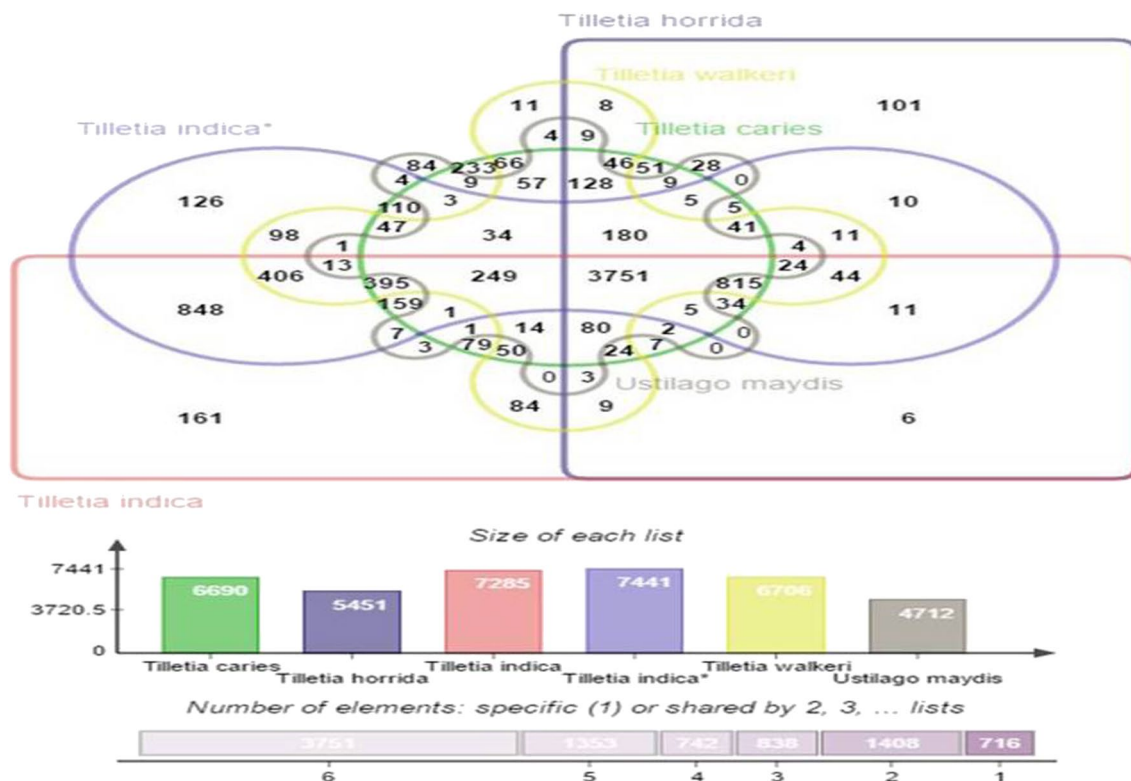 Tilletia horrida
Tilletia walkeri
11 8 101
Tilletia indica* 4 9 Tilletia caries
84 233 66 46 51 28
4 9 57 128 9 0
126 3 5 10
110 5
47 41
98 34 180 11
1 4
13 24
406 249 3751 44
395 815
159 34
848 1 5 11
7 1 14 80 2 0
3 79 50 24 7 0
0 3 Ustilago maydis
84 9
161 6
Tilletia indica
Size of each list
7441
3720.5
0
6690 5451 7285 7441 6706 4712
Tilletia caries Tilletia horrida Tilletia indica Tilletia indica* Tilletia walkeri Ustilago maydis
Number of elements: specific (1) or shared by 2, 3, ... lists
3751 1353 742 838 1408 716
6 5 4 3 2 1